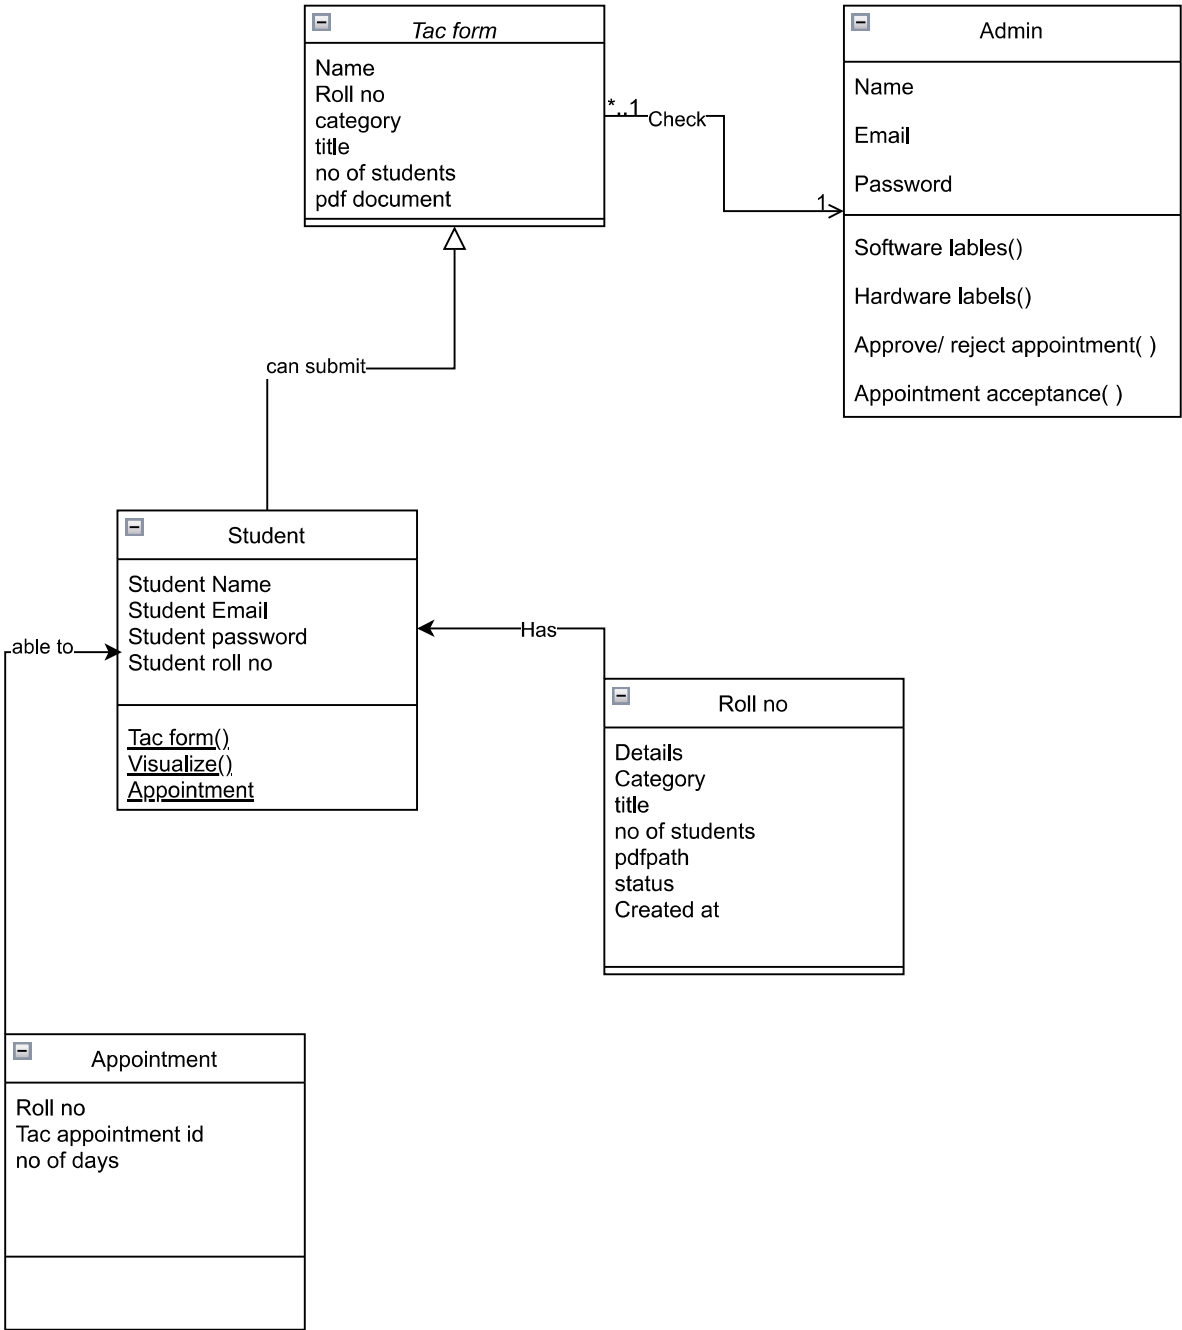 Tac form
Name
Roll no
category
title
no of students
pdf document
*..1
Check
1
Admin
Name
Email
Password
Software lables()
Hardware labels()
Approve/ reject appointment( )
Appointment acceptance( )
can submit
Student
Student Name
Student Email
Student password
Student roll no
Tac form()
Visualize()
Appointment
able to
Has
Roll no
Details
Category
title
no of students
pdfpath
status
Created at
Appointment
Roll no
Tac appointment id
no of days